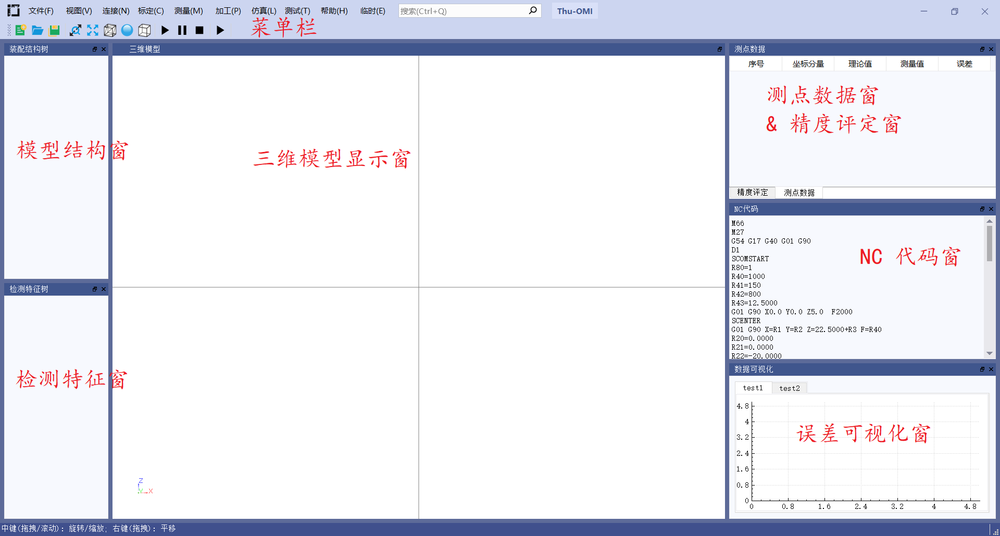 文件(F) 视图(V) 连接(N) 标定(C) 测量(M) 加工(P) 仿真(L) 测试(T) 帮助(H) 临时(E) 搜索(Ctrl+Q) Thu-OMI
菜单栏
装配结构树
模型结构窗
检测特征树
检测特征窗
三维模型
三维模型显示窗
Z
Y X
测点数据
序号 坐标分量 理论值 测量值 误差
测点数据窗
& 精度评定窗
精度评定 测点数据
NC代码
M66
M27
G54 G17 G40 G01 G90
D1
SCOMSTART
R80=1
R40=1000
R41=150
R42=800
R43=12.5000
G01 G90 X0.0 Y0.0 Z5.0  F2000
SCENTER
G01 G90 X=R1 Y=R2 Z=22.5000+R3 F=R40
R20=0.0000
R21=0.0000
R22=-20.0000
NC 代码窗
数据可视化
test1 test2
误差可视化窗
4.8
4
3.2
2.4
1.6
0.8
0
0 0.8 1.6 2.4 3.2 4 4.8
中键(拖拽/滚动): 旋转/缩放; 右键(拖拽): 平移